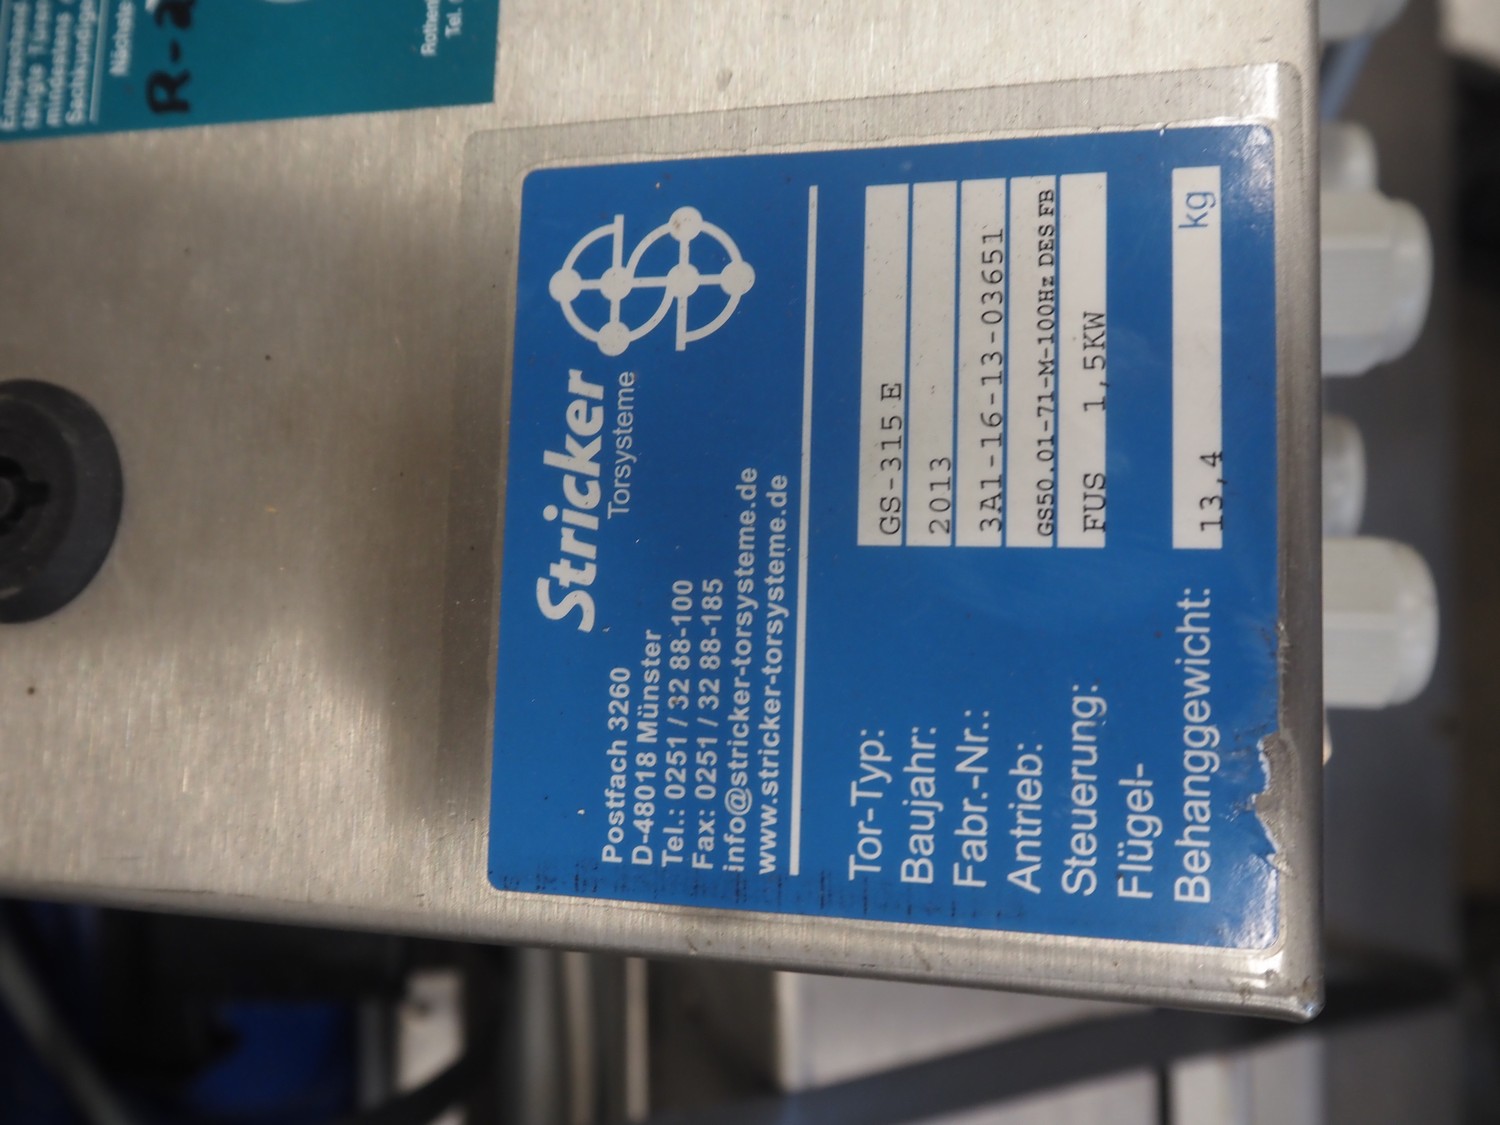 R-2
Sachkundigen
Stricker
Torsysteme
Postfach 3260
D-48018 Münster
Tel.: 0251 / 32 88-100
Fax: 0251 / 32 88-185
info@stricker-torsysteme.de
www.stricker-torsysteme.de
Tor-Typ: GS-315 E
Baujahr: 2013
Fabr.-Nr.: 3A1-16-13-03651
Antrieb: GS50.01-71-M-100Hz DES FB
Steuerung: FUS 1,5KW
Flügel-
Behanggewicht: 13,4 kg